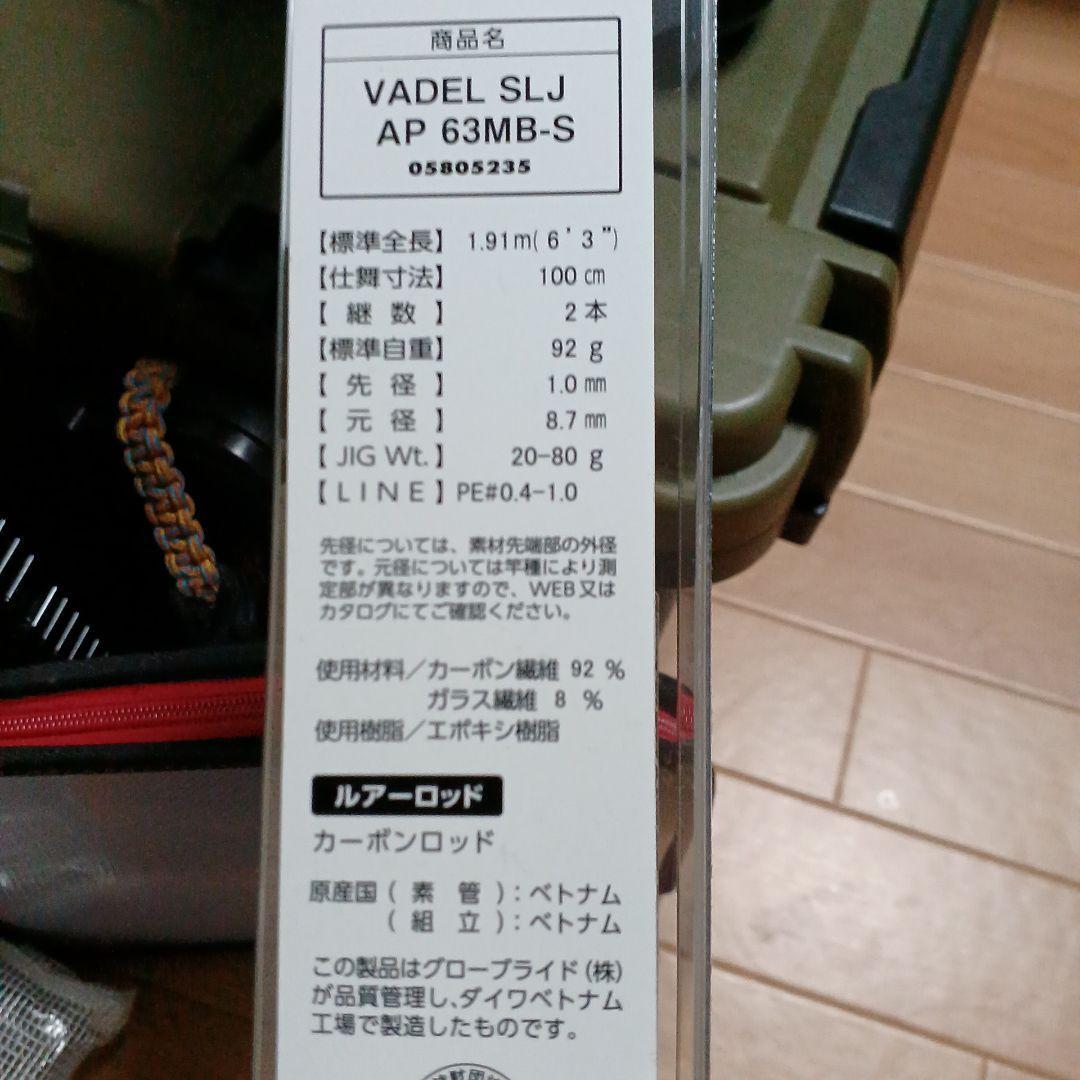 商品名
VADEL SLJ
AP 63MB-S
05805235
【標準全長】 1.91m(6'3")
【仕舞寸法】 100㎝
【継数】 2本
【標準自重】 92g
【先径】 1.0㎜
【元径】 8.7㎜
【JIG Wt.】 20-80g
【LINE】PE#0.4-1.0
先径については、素材先端部の外径
です。元径については竿種により測
定部が異なりますので、WEB又は
カタログにてご確認ください。
使用材料／カーボン繊維 92 %
ガラス繊維 8 %
使用樹脂／エポキシ樹脂
ルアーロッド
カーボンロッド
原産国(素管):ベトナム
(組立):ベトナム
この製品はグローブライド(株)
が品質管理し、ダイワベトナム
工場で製造したものです。
財団